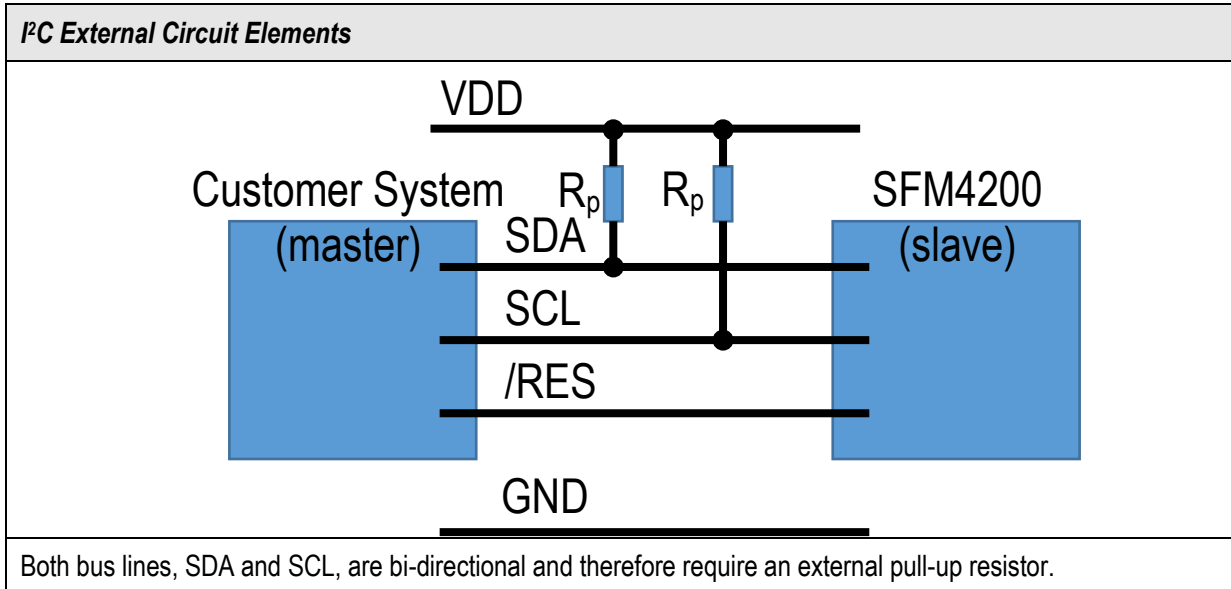 I²C External Circuit Elements
VDD
Customer System
(master)
Rp
Rp
SFM4200
(slave)
SDA
SCL
/RES
GND
Both bus lines, SDA and SCL, are bi-directional and therefore require an external pull-up resistor.